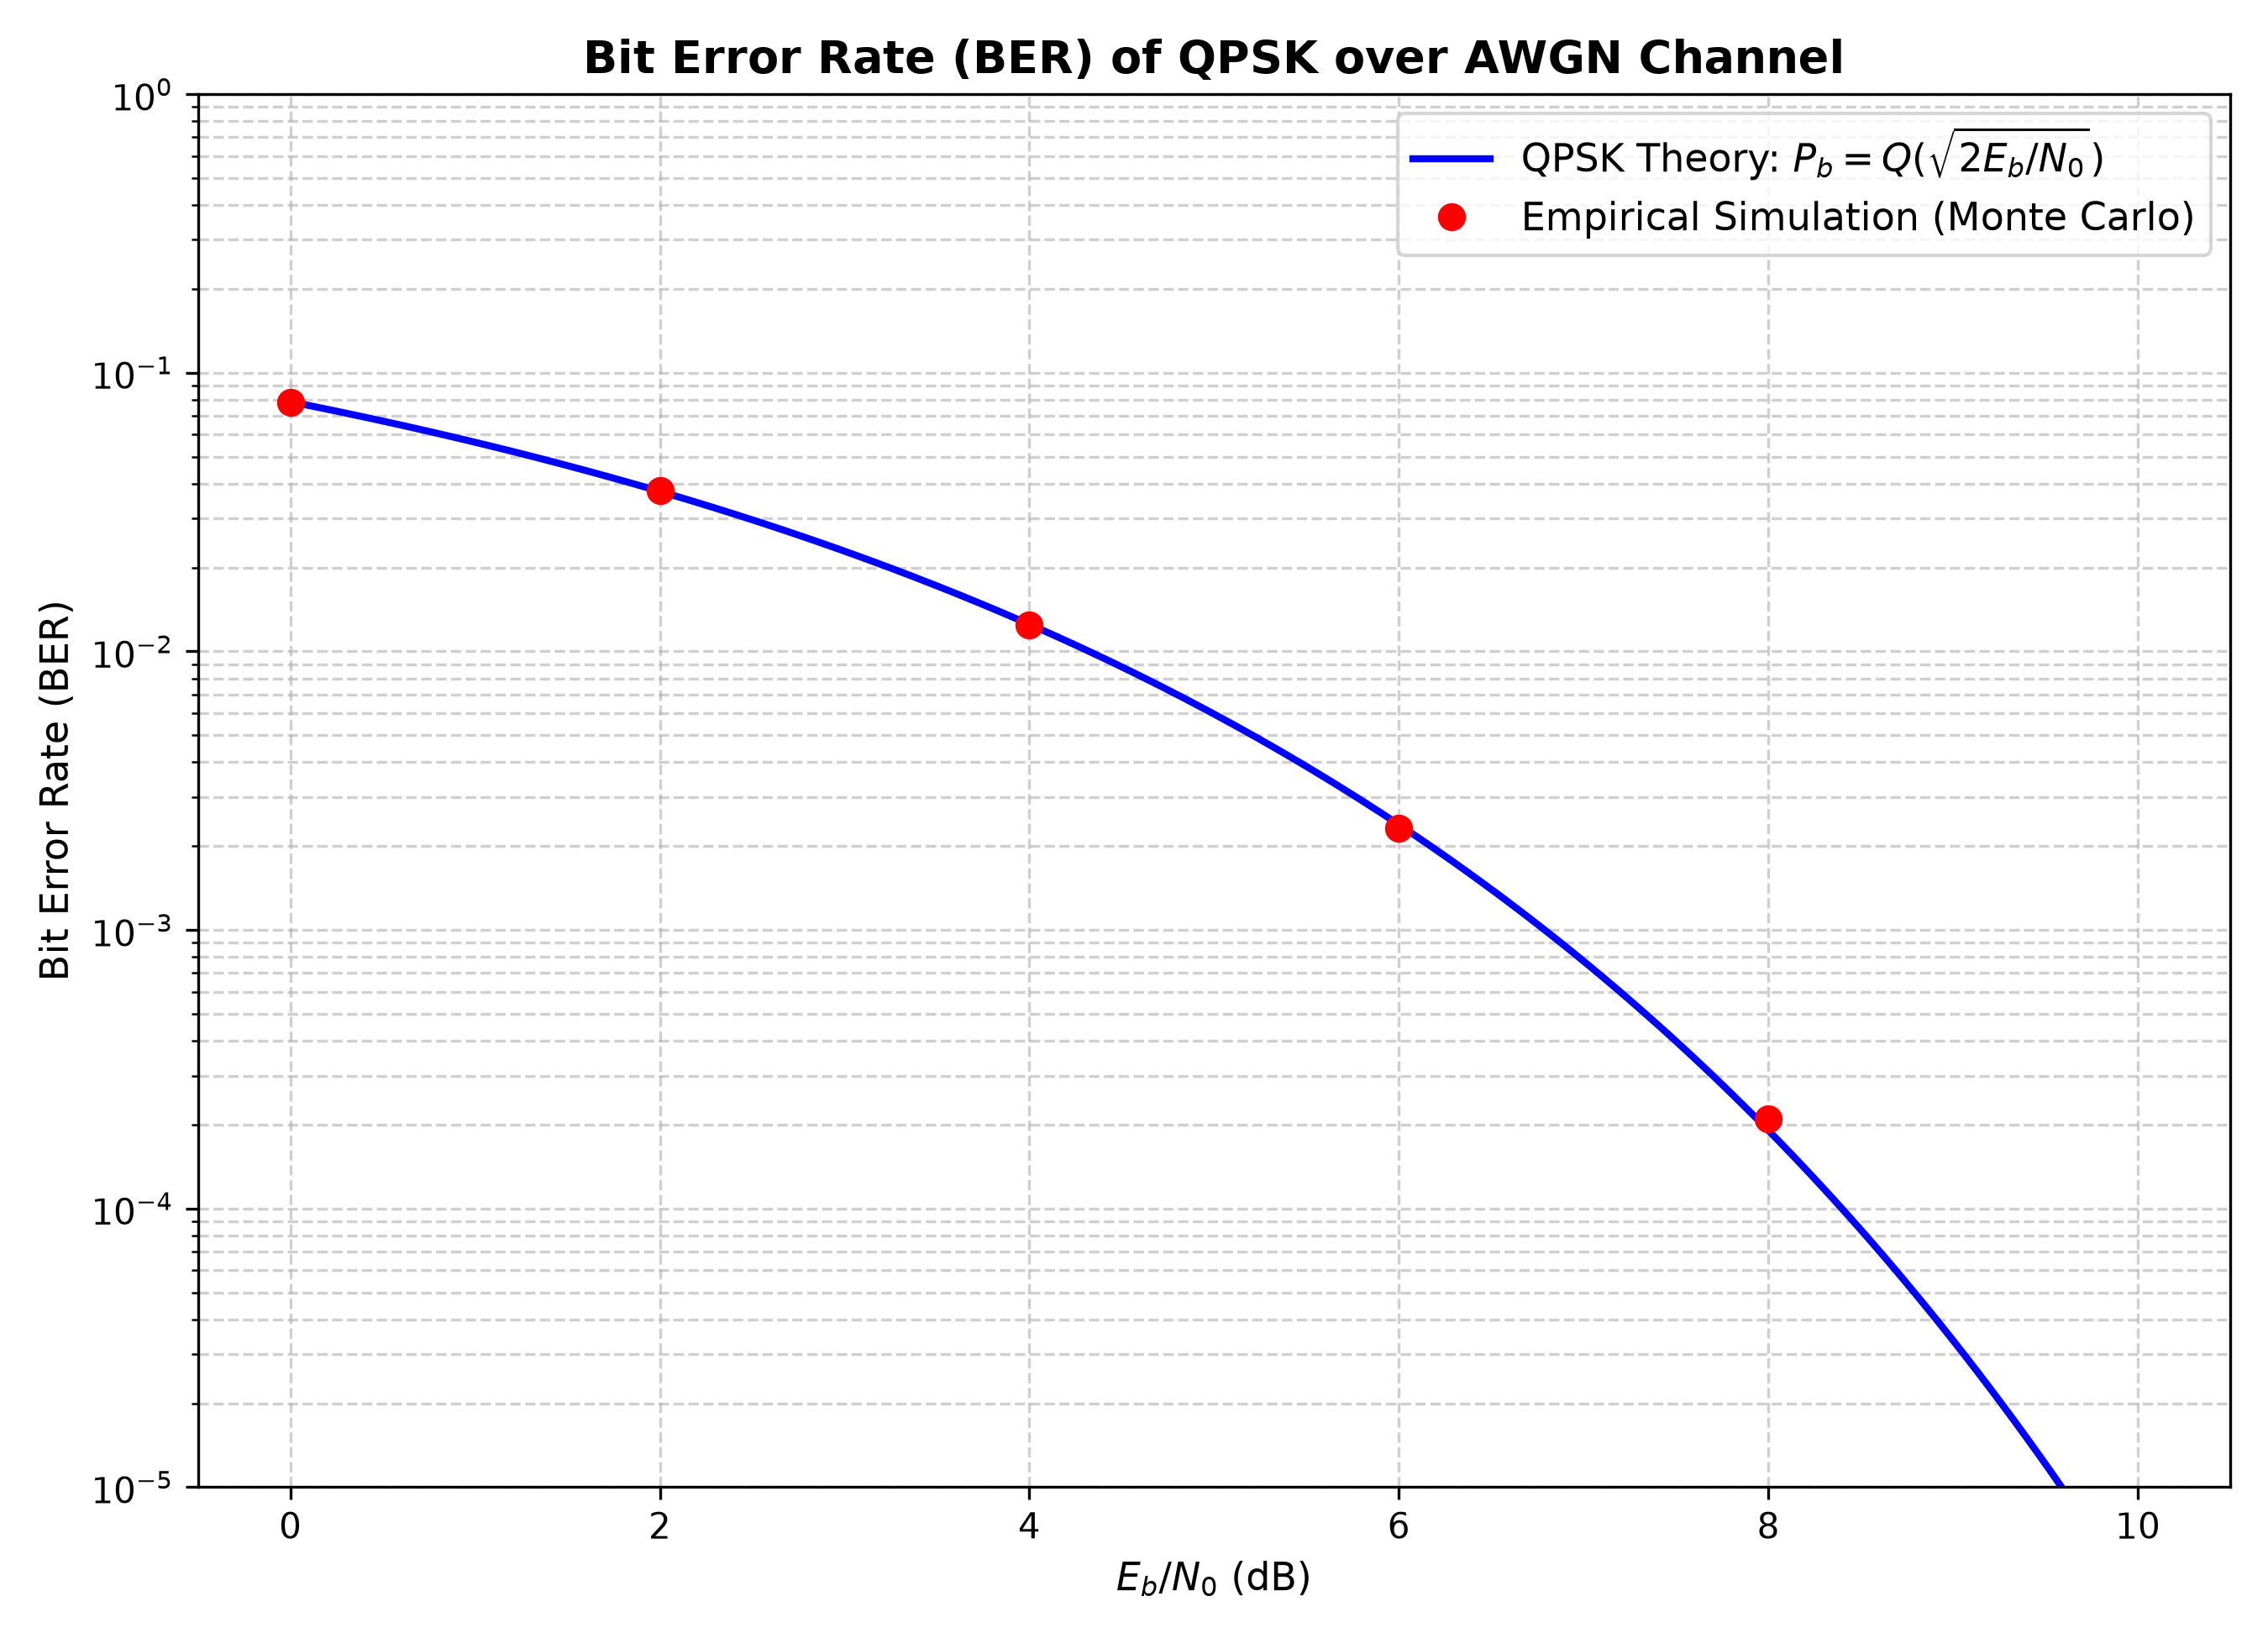 Bit Error Rate (BER) of QPSK over AWGN Channel
QPSK Theory: $P_b = Q(\sqrt{2E_b/N_0})$
Empirical Simulation (Monte Carlo)
Bit Error Rate (BER)
10⁰
10⁻¹
10⁻²
10⁻³
10⁻⁴
10⁻⁵
0 2 4 6 8 10
$E_b/N_0$ (dB)